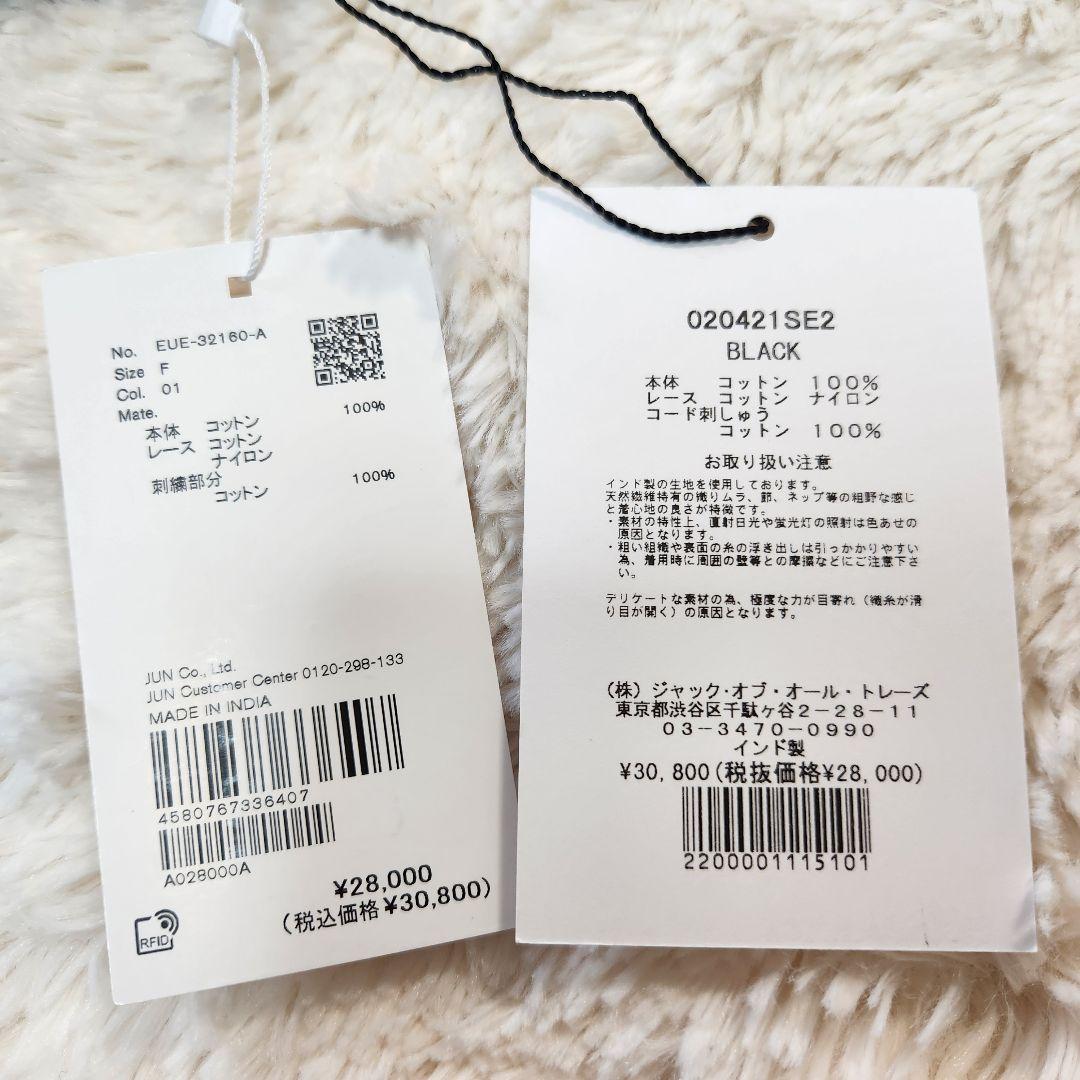 No. EUE-32160-A
Size F
Col. 01
Mate.
本体 コットン 100%
レース コットン
ナイロン
刺繍部分 100%
コットン
JUN Co., Ltd.
JUN Customer Center 0120-298-133
MADE IN INDIA
4580767336407
A028000A
¥28,000
(税込価格¥30,800)
RFID
020421SE2
BLACK
本体 コットン 100%
レース コットン ナイロン
コード刺しゅう
コットン 100%
お取り扱い注意
インド製の生地を使用しております。
天然繊維特有の織りムラ、節、ネップ等の粗野な感じ
と着心地の良さが特徴です。
・素材の特性上、直射日光や蛍光灯の照射は色あせの
原因となります。
・粗い組織や表面の糸の浮き出しは引っかかりやすい
為、着用時に周囲の壁等との摩擦などにご注意下さ
い。
デリケートな素材の為、極度な力が目寄れ（織糸が滑
り目が開く）の原因となります。
（株）ジャック・オブ・オール・トレーズ
東京都渋谷区千駄ヶ谷2-28-11
03-3470-0990
インド製
¥30,800(税抜価格¥28,000)
2200001115101